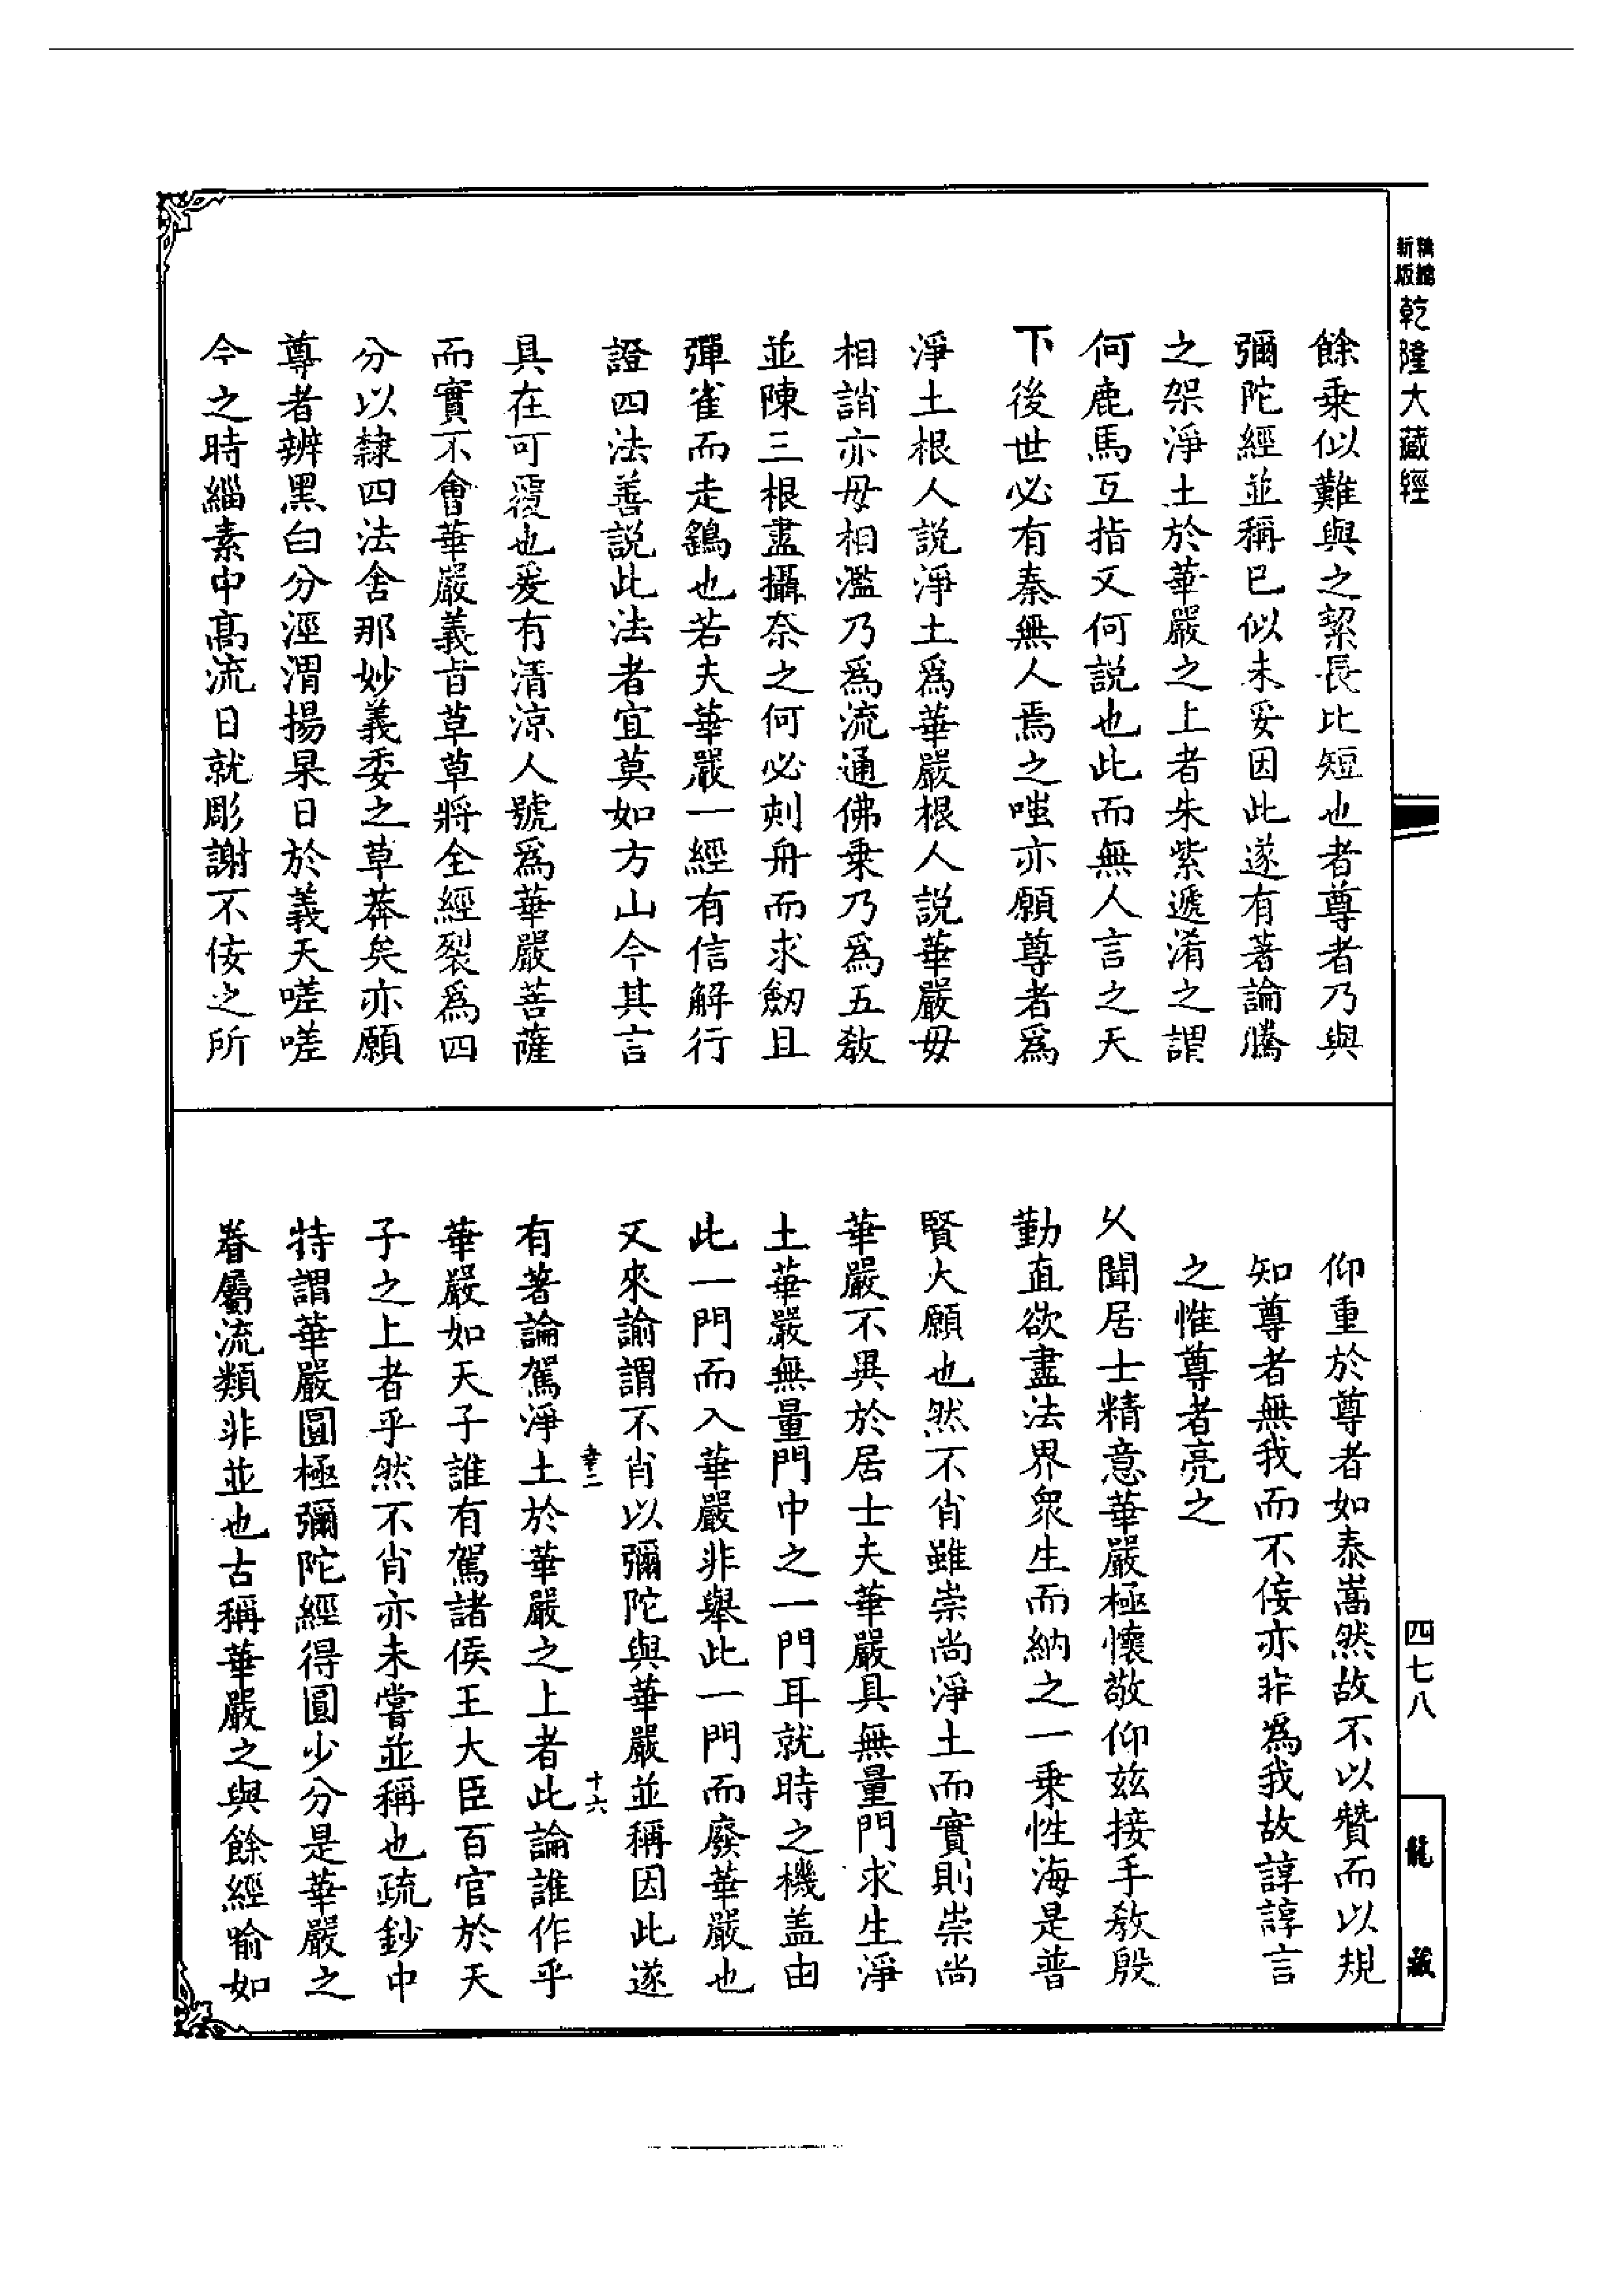 新版精縮
乾隆大藏經
餘乗似難與之絜長比短也者尊者乃與
彌陀經並稱已似未妥因此遂有著論騰
之架淨土於華嚴之上者朱紫遞淆之謂
何鹿馬互指又何說也此而無人言之天
下後世必有秦無人焉之嗤亦願尊者爲
淨土根人說淨土爲華嚴根人說華嚴毋
相誚亦毋相濫乃爲流通佛乗乃爲五教
並陳三根盡攝奈之何必刻舟而求劒且
彈雀而走鷄也若夫華嚴一經有信解行
證四法善說此法者宜莫如方山今其言
具在可覆也爰有清涼人號爲華嚴菩薩
而實不會華嚴義旨草草將全經裂爲四
分以隸四法舍那妙義委之草莽矣亦願
尊者辨黑白分涇渭揚杲日於義天嗟嗟
今之時緇素中髙流日就彫謝不佞之所
仰重於尊者如泰嵩然故不以贊而以規
知尊者無我而不佞亦非爲我故諄諄言
之惟尊者亮之
乆聞居士精意華嚴極懷敬仰兹接手教殷
勤直欲盡法界衆生而納之一乗性海是普
賢大願也然不肖雖崇尚淨土而實則崇尚
華嚴不異於居士夫華嚴具無量門求生淨
土華嚴無量門中之一門耳就時之機盖由
此一門而入華嚴非舉此一門而廢華嚴也
又來諭謂不肖以彌陀與華嚴並稱因此遂
䇄二
十六
有著論駕淨土於華嚴之上者此論誰作乎
華嚴如天子誰有駕諸侯王大臣百官於天
子之上者乎然不肖亦未嘗並稱也疏鈔中
特謂華嚴圓極彌陀經得圓少分是華嚴之
眷屬流類非並也古稱華嚴之與餘經喻如
四七八
龍藏